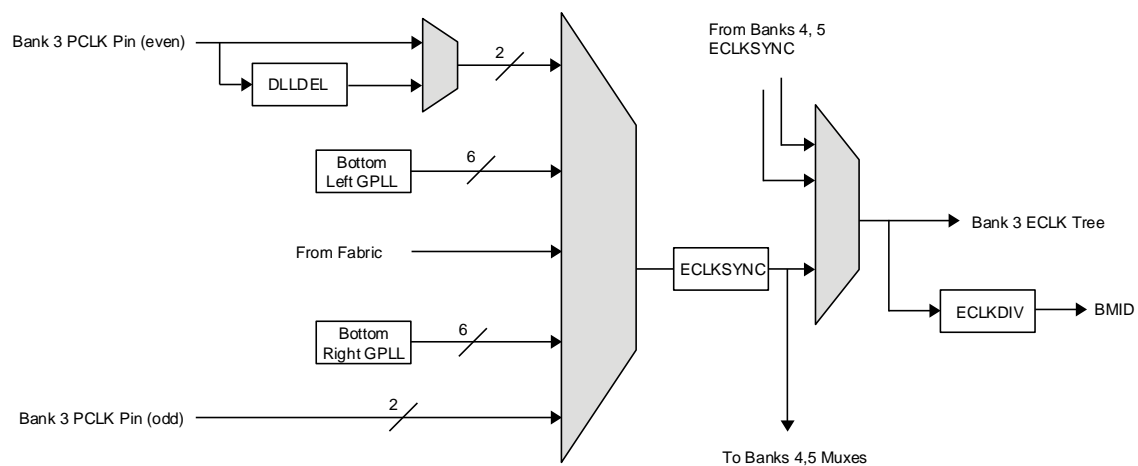 Bank 3 PCLK Pin (even)
DLLDEL
2
From Banks 4, 5
ECLKSYNC
Bottom
Left GPLL
6
From Fabric
ECLKSYNC
Bank 3 ECLK Tree
ECLKDIV
BMID
Bottom
Right GPLL
6
Bank 3 PCLK Pin (odd)
2
To Banks 4,5 Muxes